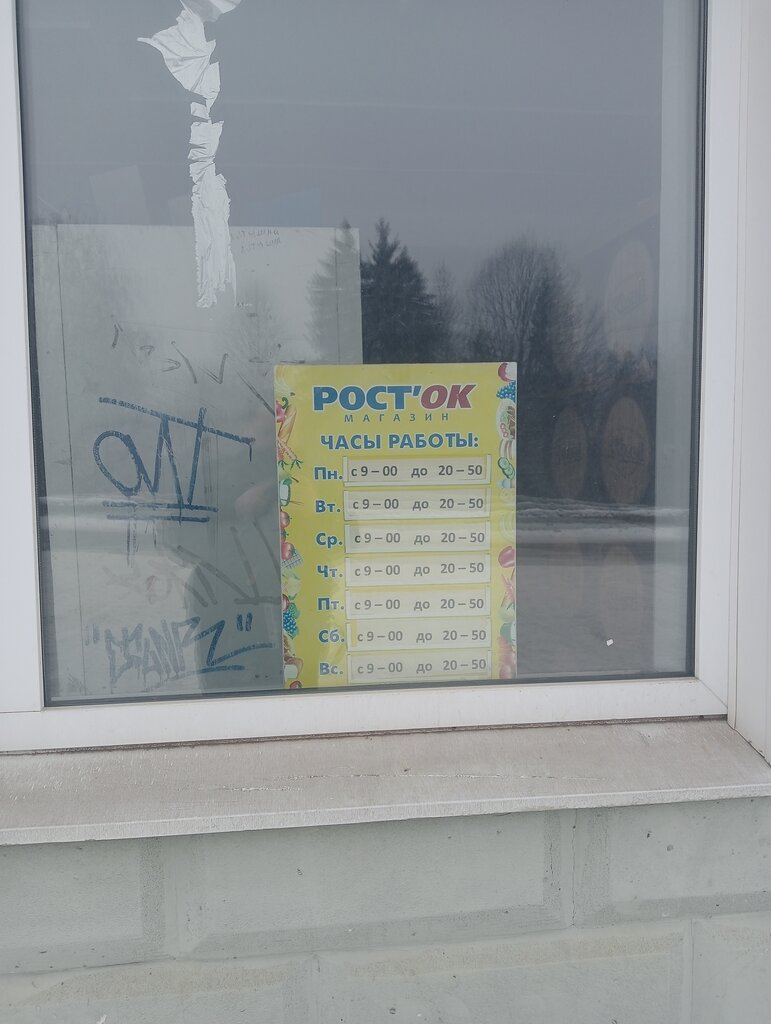 РОСТ'ОК
МАГАЗИН
ЧАСЫ РАБОТЫ:
Пн. с 9 – 00 до 20 – 50
Вт. с 9 – 00 до 20 – 50
Ср. с 9 – 00 до 20 – 50
Чт. с 9 – 00 до 20 – 50
Пт. с 9 – 00 до 20 – 50
Сб. с 9 – 00 до 20 – 50
Вс. с 9 – 00 до 20 – 50